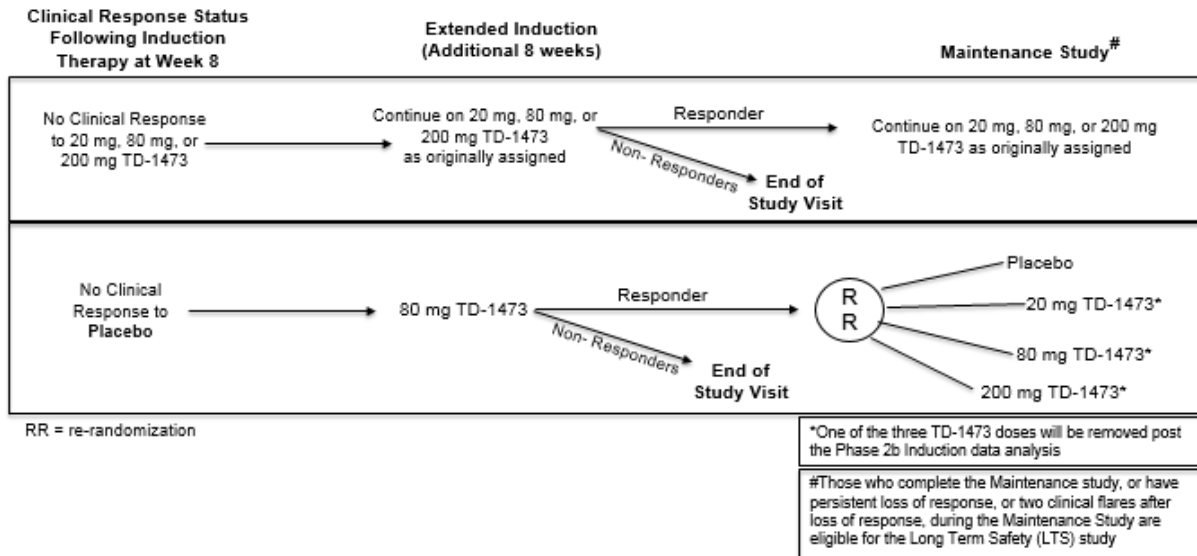 Clinical Response Status
Following Induction
Therapy at Week 8
Extended Induction
(Additional 8 weeks)
Maintenance Study#
No Clinical Response
to 20 mg, 80 mg, or
200 mg TD-1473
Continue on 20 mg, 80 mg, or
200 mg TD-1473
as originally assigned
Responder
Non- Responders
End of
Study Visit
Continue on 20 mg, 80 mg, or 200 mg
TD-1473 as originally assigned
No Clinical
Response to
Placebo
80 mg TD-1473
Responder
Non- Responders
End of
Study Visit
R
R
Placebo
20 mg TD-1473*
80 mg TD-1473*
200 mg TD-1473*
RR = re-randomization
*One of the three TD-1473 doses will be removed post
the Phase 2b Induction data analysis
#Those who complete the Maintenance study, or have
persistent loss of response, or two clinical flares after
loss of response, during the Maintenance Study are
eligible for the Long Term Safety (LTS) study